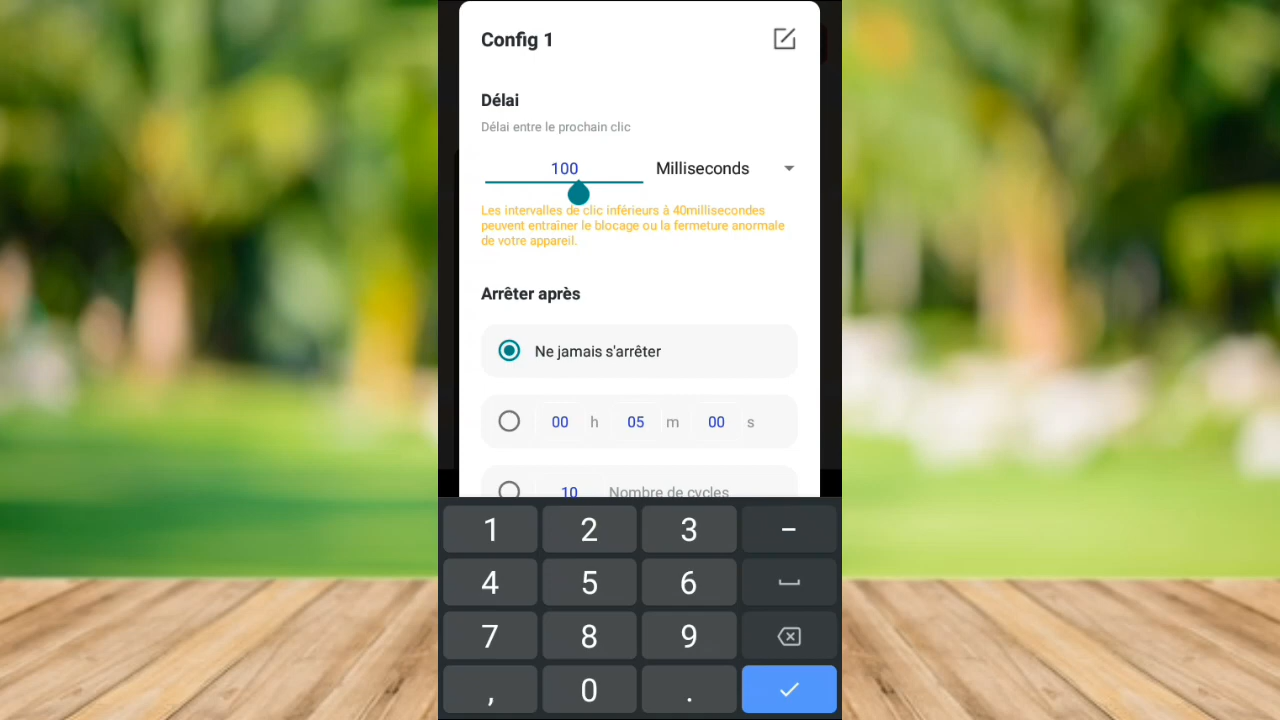 Config 1
Délai
Délai entre le prochain clic
100 Milliseconds
Les intervalles de clic inférieurs à 40millisecondes
peuvent entraîner le blocage ou la fermeture anormale
de votre appareil.
Arrêter après
Ne jamais s'arrêter
00 h 05 m 00 s
10 Nombre de cycles
1 2 3 -
4 5 6
7 8 9
, 0 .